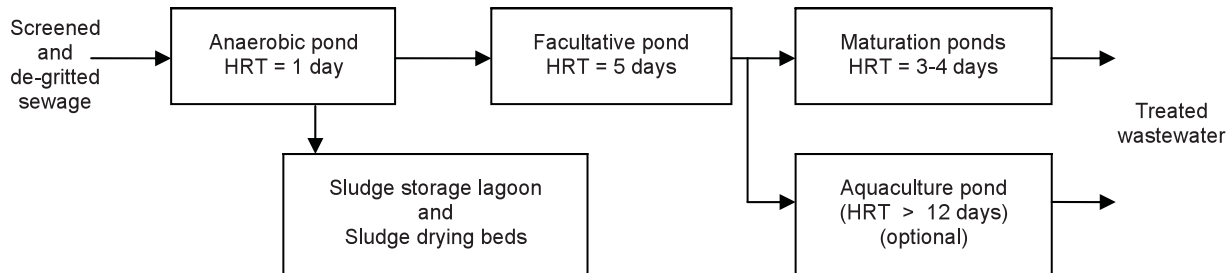 Screened
and
de-gritted
sewage
Anaerobic pond
HRT = 1 day
Facultative pond
HRT = 5 days
Maturation ponds
HRT = 3-4 days
Treated
wastewater
Sludge storage lagoon
and
Sludge drying beds
Aquaculture pond
(HRT > 12 days)
(optional)